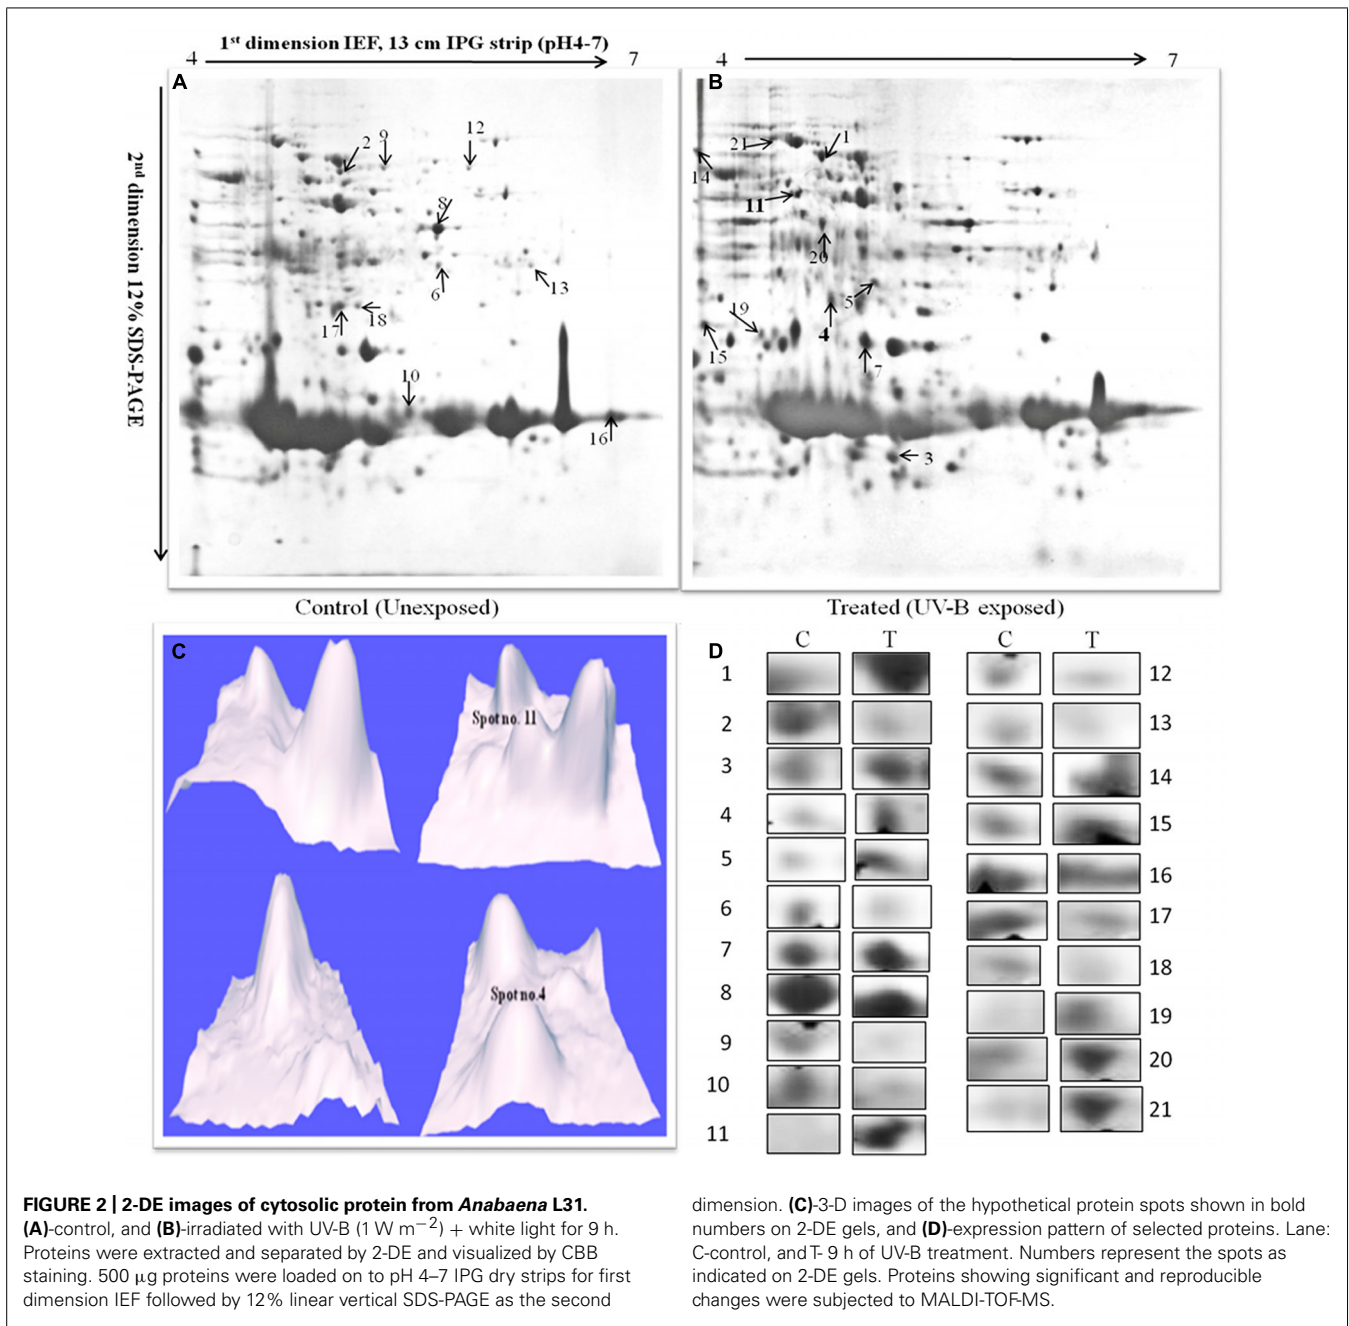 1st dimension IEF, 13 cm IPG strip (pH4-7)
4 7
4 7
2nd dimension 12% SDS-PAGE
A
2
9
12
8
6
13
17
18
10
16
B
21
1
14
11
20
5
19
4
15
7
3
Control (Unexposed)
Treated (UV-B exposed)
C
Spot no. 11
Spot no.4
D
C T C T
1 12
2 13
3 14
4 15
5 16
6 17
7 18
8 19
9 20
10 21
11
FIGURE 2 | 2-DE images of cytosolic protein from Anabaena L31.
(A)-control, and (B)-irradiated with UV-B (1 W m−2) + white light for 9 h.
Proteins were extracted and separated by 2-DE and visualized by CBB
staining. 500 μg proteins were loaded on to pH 4–7 IPG dry strips for first
dimension IEF followed by 12% linear vertical SDS-PAGE as the second
dimension. (C)-3-D images of the hypothetical protein spots shown in bold
numbers on 2-DE gels, and (D)-expression pattern of selected proteins. Lane:
C-control, and T- 9 h of UV-B treatment. Numbers represent the spots as
indicated on 2-DE gels. Proteins showing significant and reproducible
changes were subjected to MALDI-TOF-MS.